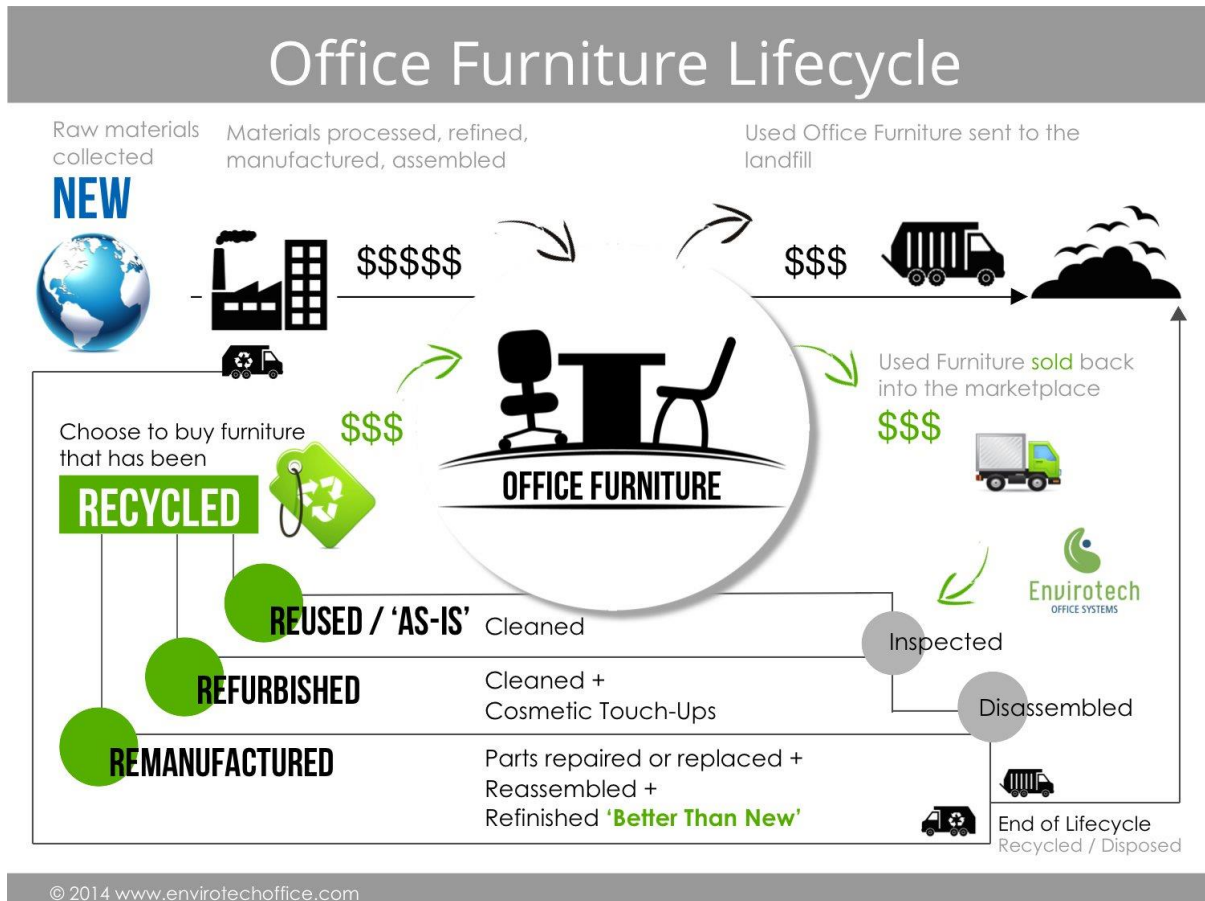 Office Furniture Lifecycle
Raw materials
collected
NEW
Materials processed, refined,
manufactured, assembled
$$$$$
Used Office Furniture sent to the
landfill
$$$
Used Furniture sold back
into the marketplace
$$$
Choose to buy furniture
that has been
RECYCLED
$$$
OFFICE FURNITURE
Envirotech
OFFICE SYSTEMS
REUSED / ‘AS-IS’
Cleaned
Inspected
REFURBISHED
Cleaned +
Cosmetic Touch-Ups
Disassembled
REMANUFACTURED
Parts repaired or replaced +
Reassembled +
Refinished ‘Better Than New’
End of Lifecycle
Recycled / Disposed
© 2014 www.envirotechoffice.com